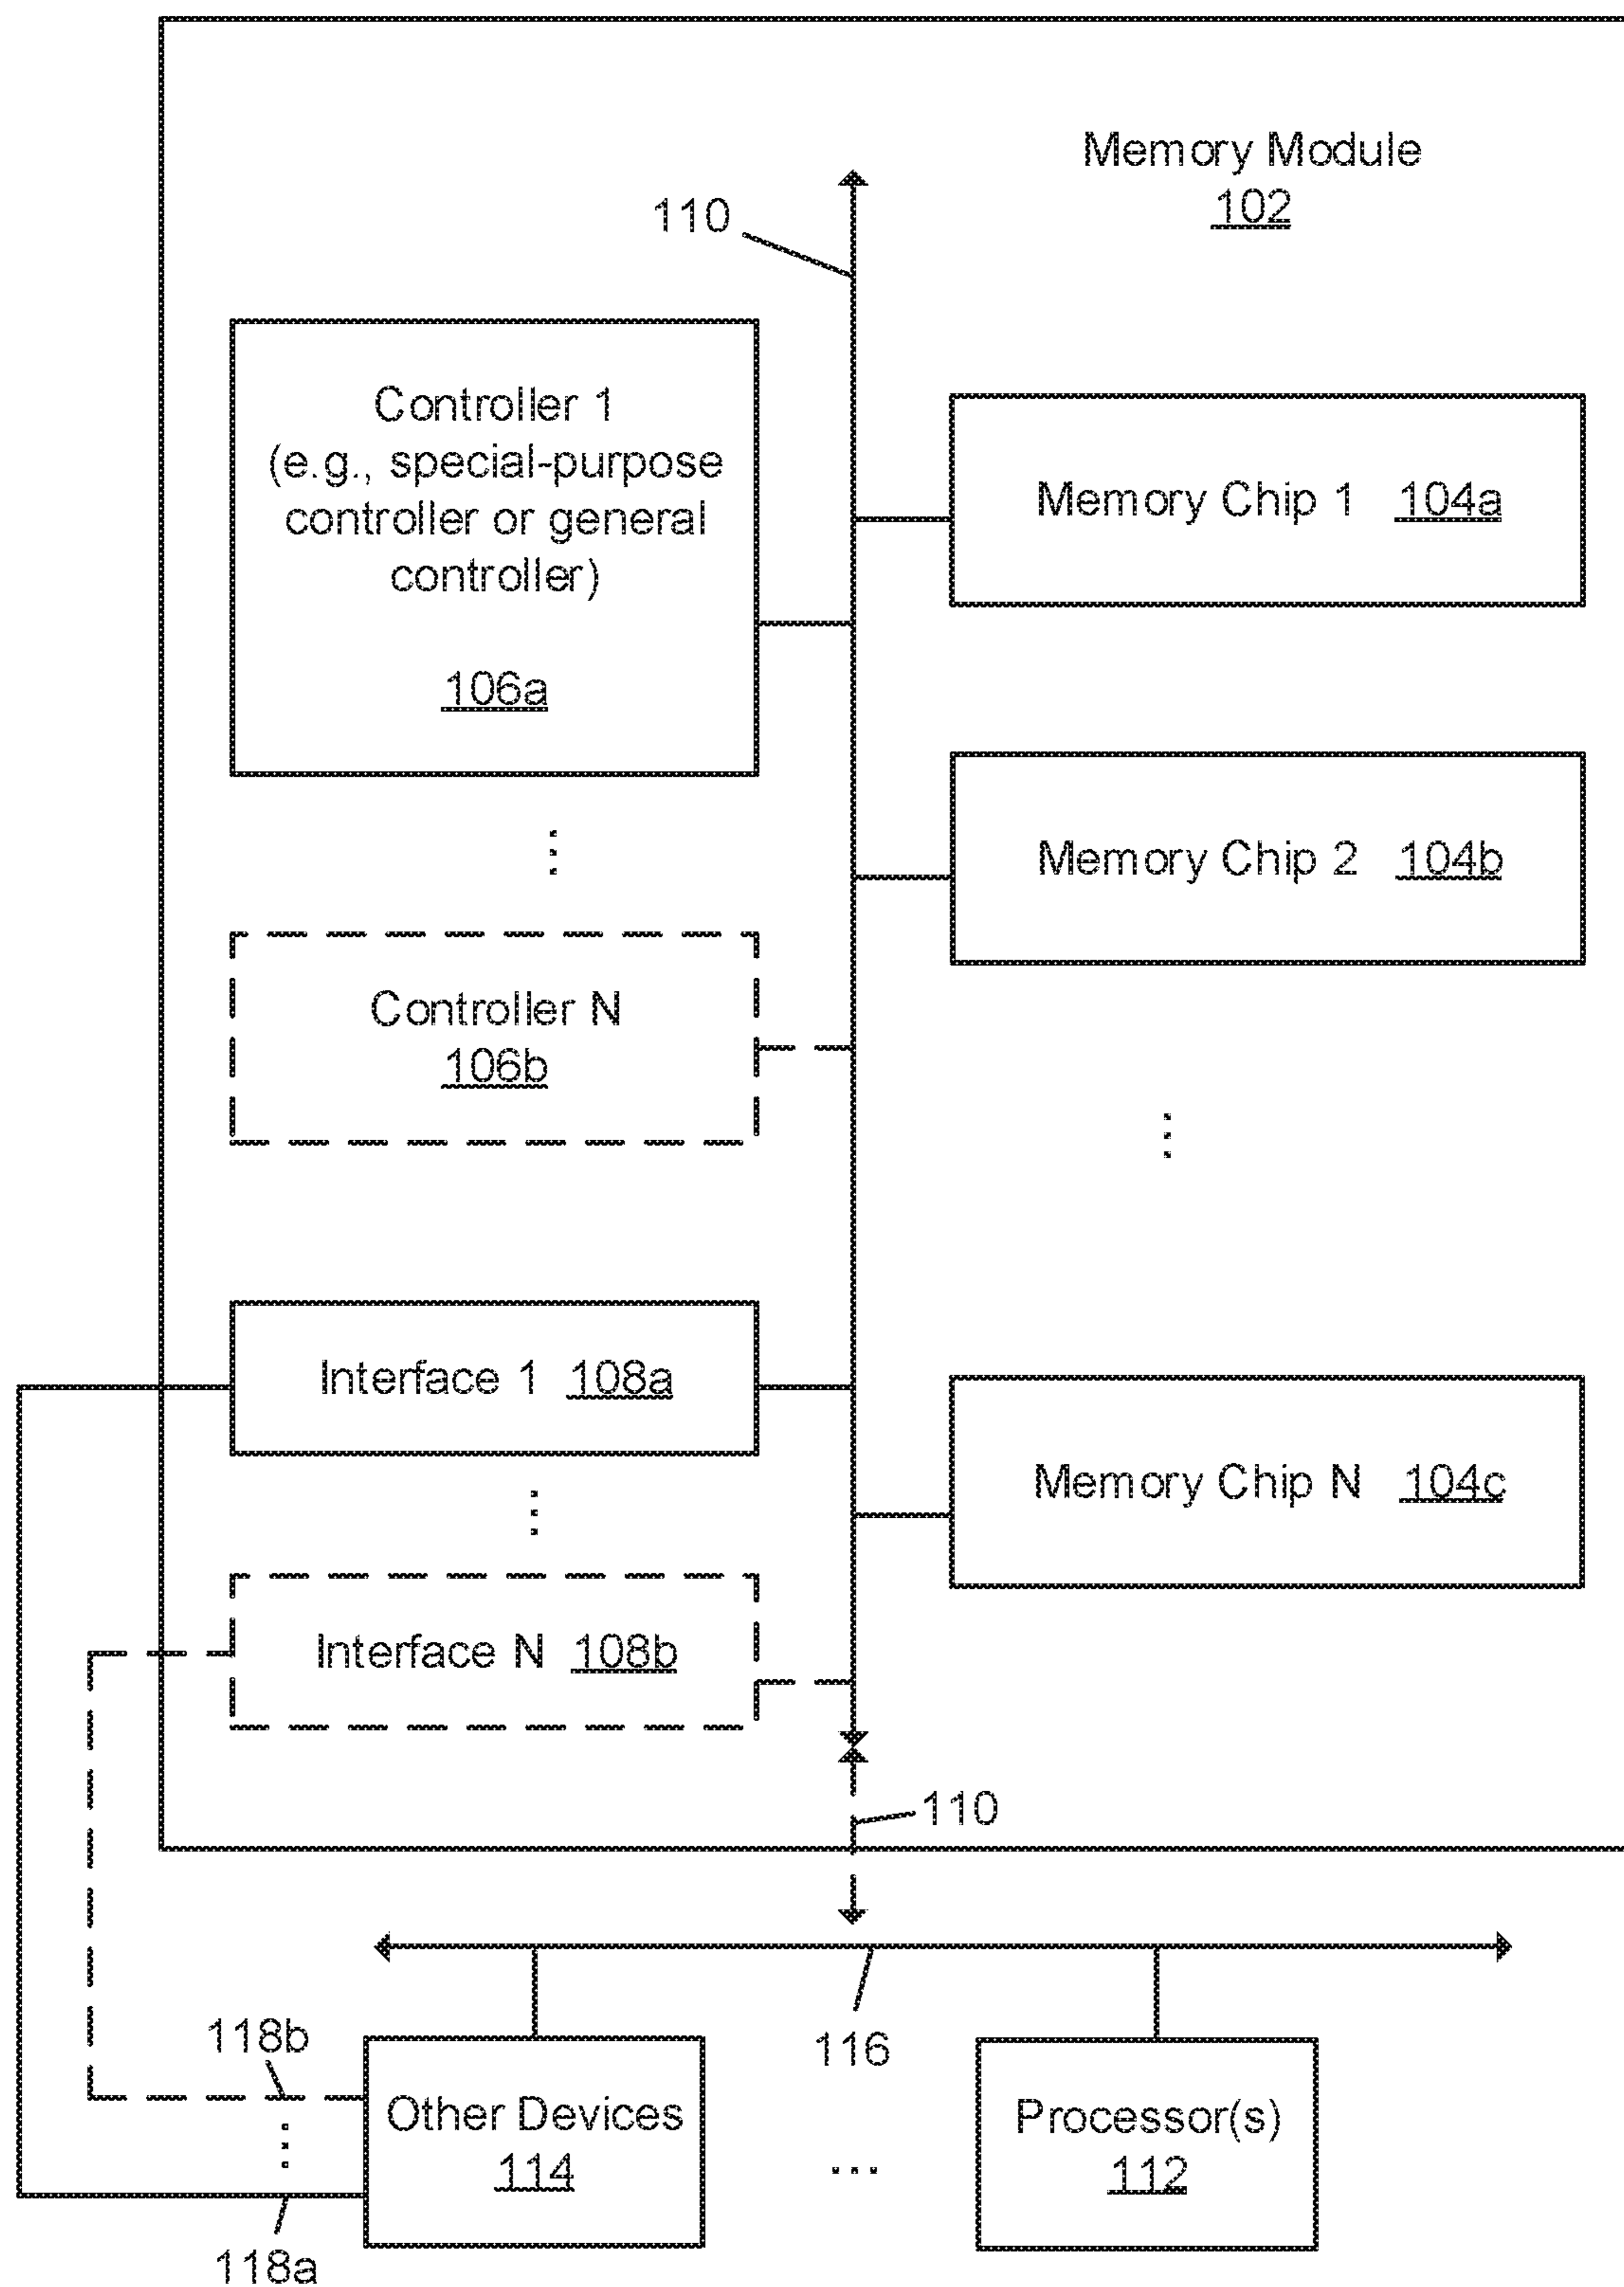 Memory Module
102
110
Controller 1
(e.g., special-purpose
controller or general
controller)
106a
Memory Chip 1 104a
Memory Chip 2 104b
Controller N
106b
Interface 1 108a
Memory Chip N 104c
Interface N 108b
110
116
118b
Other Devices
114
Processor(s)
112
118a